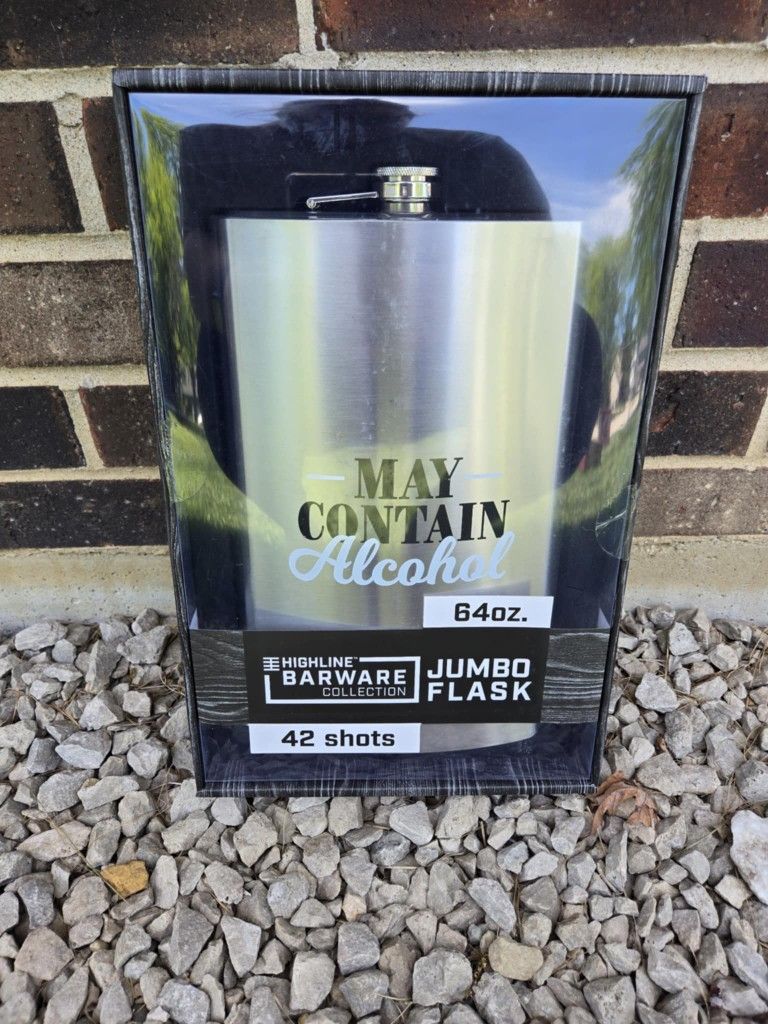 MAY
CONTAIN
Alcohol
64oz.
HIGHLINE™
BARWARE
COLLECTION
JUMBO
FLASK
42 shots